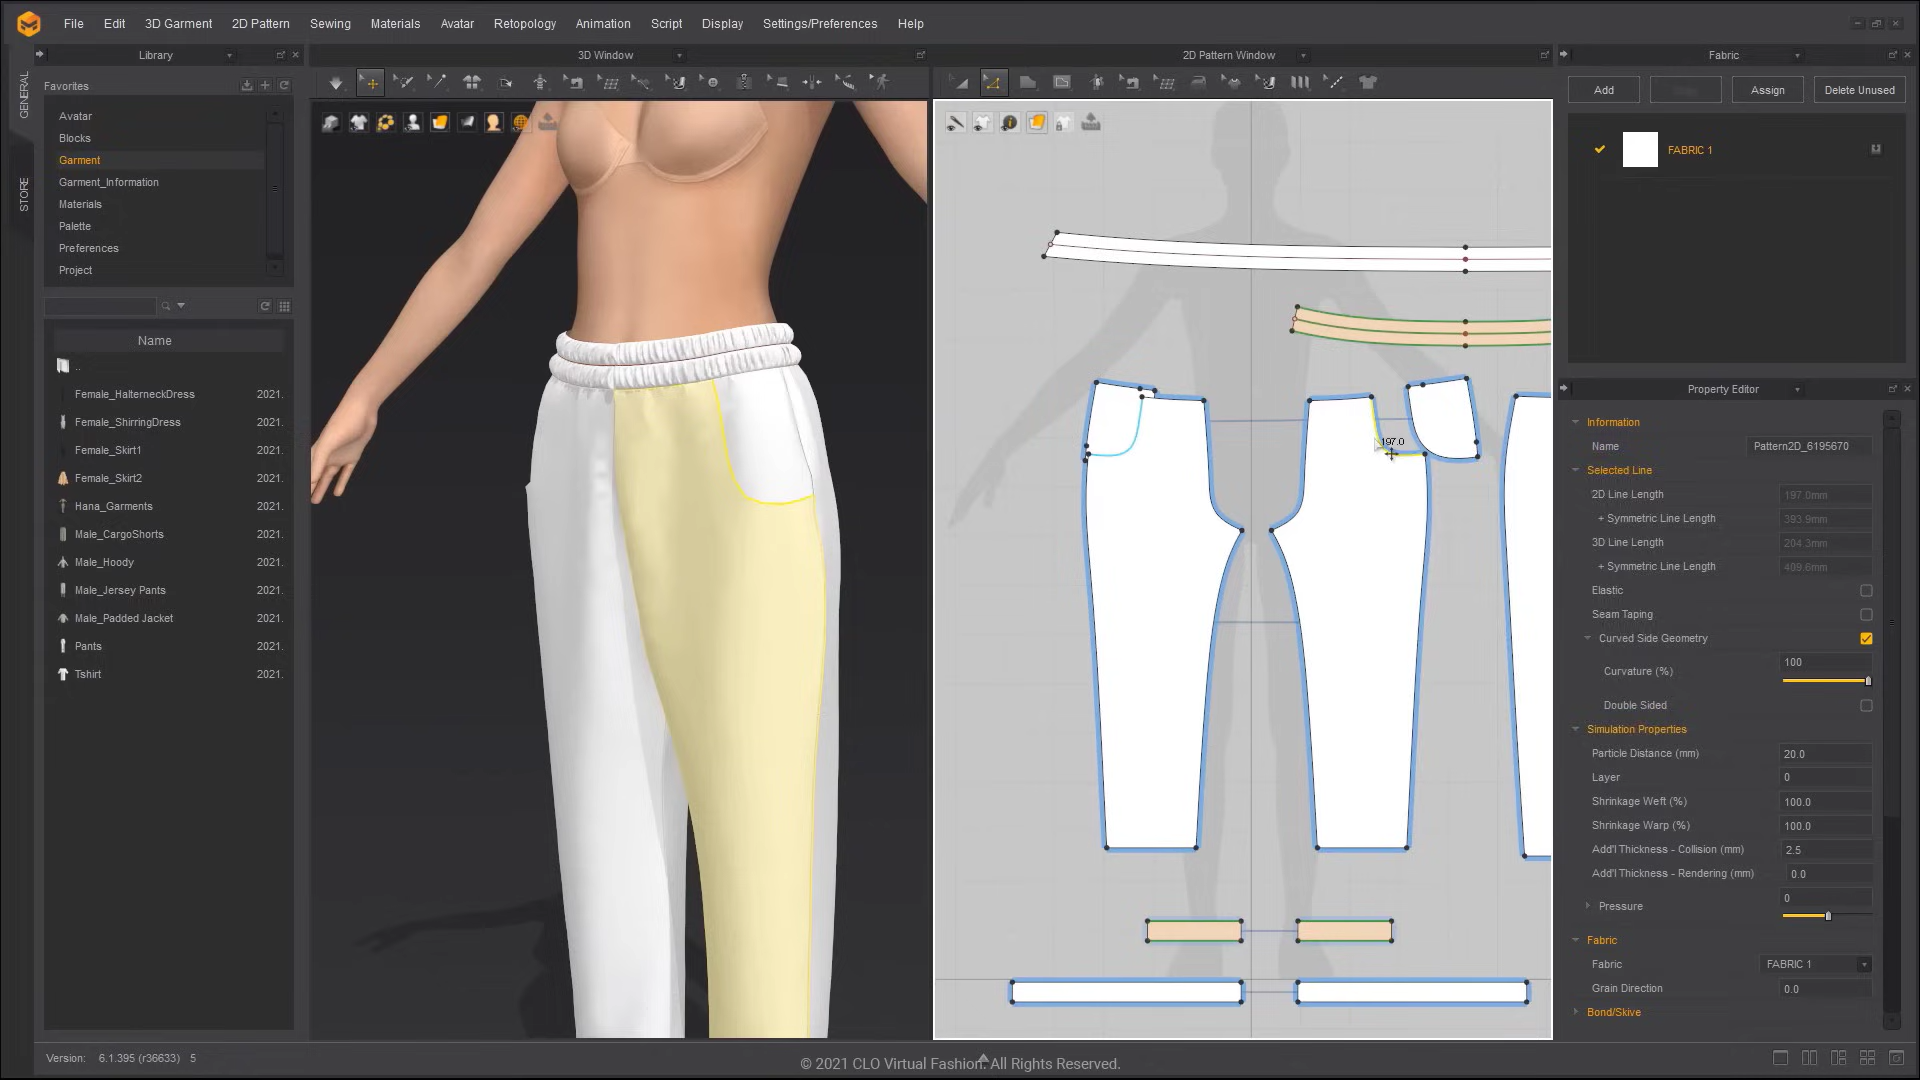 File Edit 3D Garment 2D Pattern Sewing Materials Avatar Retopology Animation Script Display Settings/Preferences Help
Library
3D Window
2D Pattern Window
Fabric
GENERAL
STORE
Favorites
Avatar
Blocks
Garment
Garment_Information
Materials
Palette
Preferences
Project
Name
..
Female_HalterneckDress 2021.
Female_ShirringDress 2021.
Female_Skirt1 2021.
Female_Skirt2 2021.
Hana_Garments 2021.
Male_CargoShorts 2021.
Male_Hoody 2021.
Male_Jersey Pants 2021.
Male_Padded Jacket 2021.
Pants 2021.
Tshirt 2021.
197.0
Add Assign Delete Unused
FABRIC 1
Property Editor
Information
Name Pattern2D_6195670
Selected Line
2D Line Length 197.0mm
+ Symmetric Line Length 393.9mm
3D Line Length 204.3mm
+ Symmetric Line Length 409.6mm
Elastic
Seam Taping
Curved Side Geometry
Curvature (%) 100
Double Sided
Simulation Properties
Particle Distance (mm) 20.0
Layer 0
Shrinkage Weft (%) 100.0
Shrinkage Warp (%) 100.0
Add'l Thickness - Collision (mm) 2.5
Add'l Thickness - Rendering (mm) 0.0
Pressure 0
Fabric
Fabric FABRIC 1
Grain Direction 0.0
Bond/Skive
Version: 6.1.395 (r36633) 5
© 2021 CLO Virtual Fashion. All Rights Reserved.